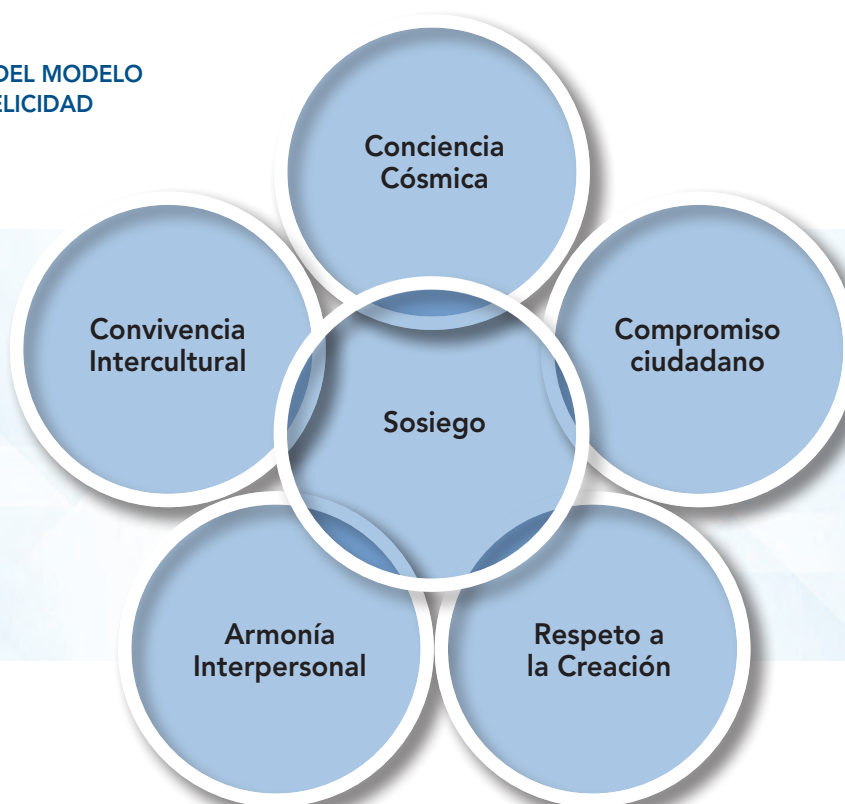 DEL MODELO
ELICIDAD
Conciencia
Cósmica
Convivencia
Intercultural
Compromiso
ciudadano
Sosiego
Armonía
Interpersonal
Respeto a
la Creación